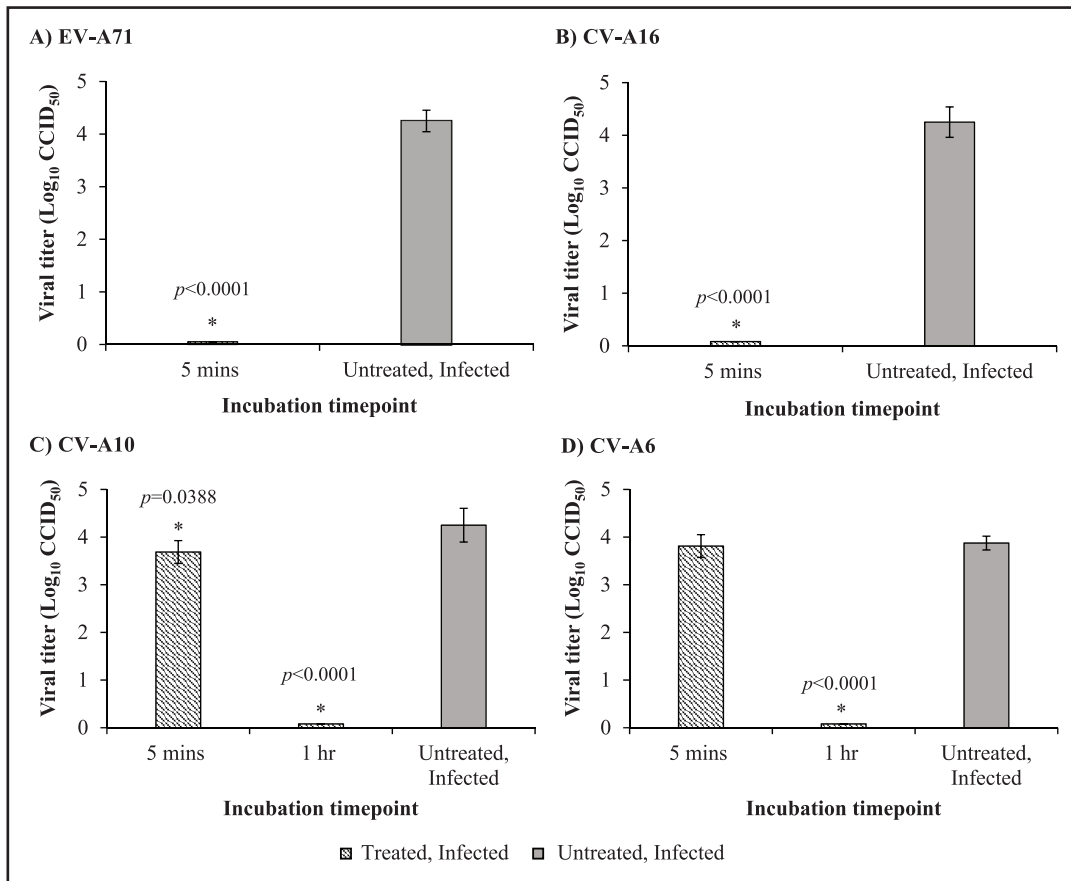 A) EV-A71
Viral titer (Log10 CCID50)
5
4
3
2
1
0
p<0.0001
*
5 mins
Untreated, Infected
Incubation timepoint
B) CV-A16
Viral titer (Log10 CCID50)
5
4
3
2
1
0
p<0.0001
*
5 mins
Untreated, Infected
Incubation timepoint
C) CV-A10
Viral titer (Log10 CCID50)
5
4
3
2
1
0
p=0.0388
*
p<0.0001
*
5 mins
1 hr
Untreated,
Infected
Incubation timepoint
D) CV-A6
Viral titer (Log10 CCID50)
5
4
3
2
1
0
p<0.0001
*
5 mins
1 hr
Untreated,
Infected
Incubation timepoint
Treated, Infected
Untreated, Infected